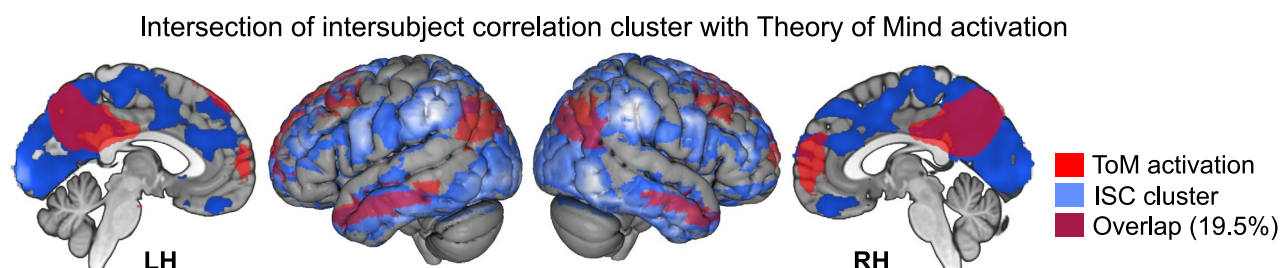 Intersection of intersubject correlation cluster with Theory of Mind activation
ToM activation
ISC cluster
Overlap (19.5%)
LH
RH